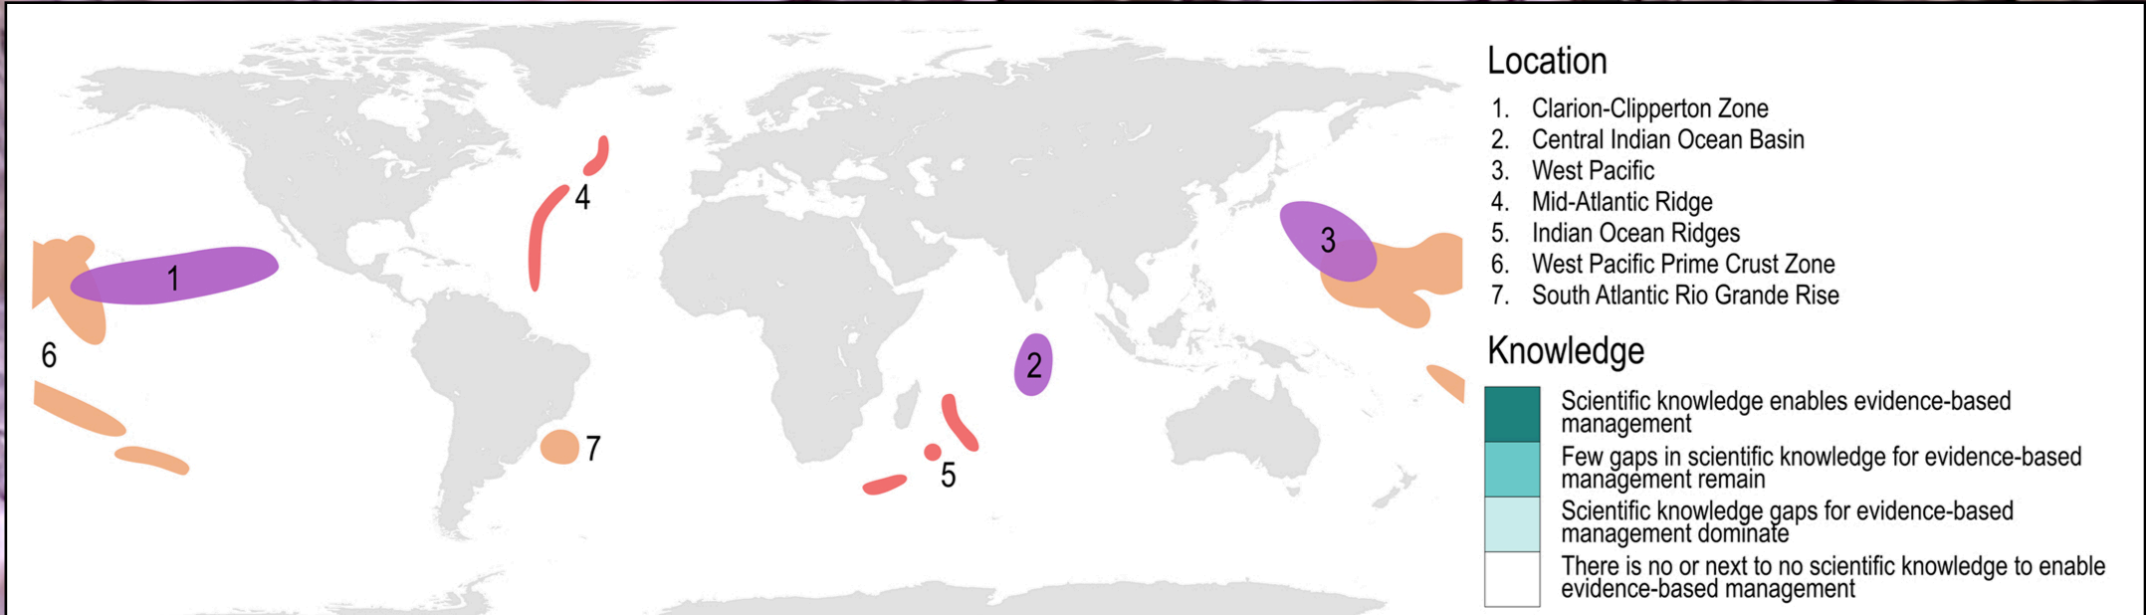 Location
1. Clarion-Clipperton Zone
2. Central Indian Ocean Basin
3. West Pacific
4. Mid-Atlantic Ridge
5. Indian Ocean Ridges
6. West Pacific Prime Crust Zone
7. South Atlantic Rio Grande Rise
Knowledge
Scientific knowledge enables evidence-based
management
Few gaps in scientific knowledge for evidence-based
management remain
Scientific knowledge gaps for evidence-based
management dominate
There is no or next to no scientific knowledge to enable
evidence-based management
4
3
1
6
2
7
5